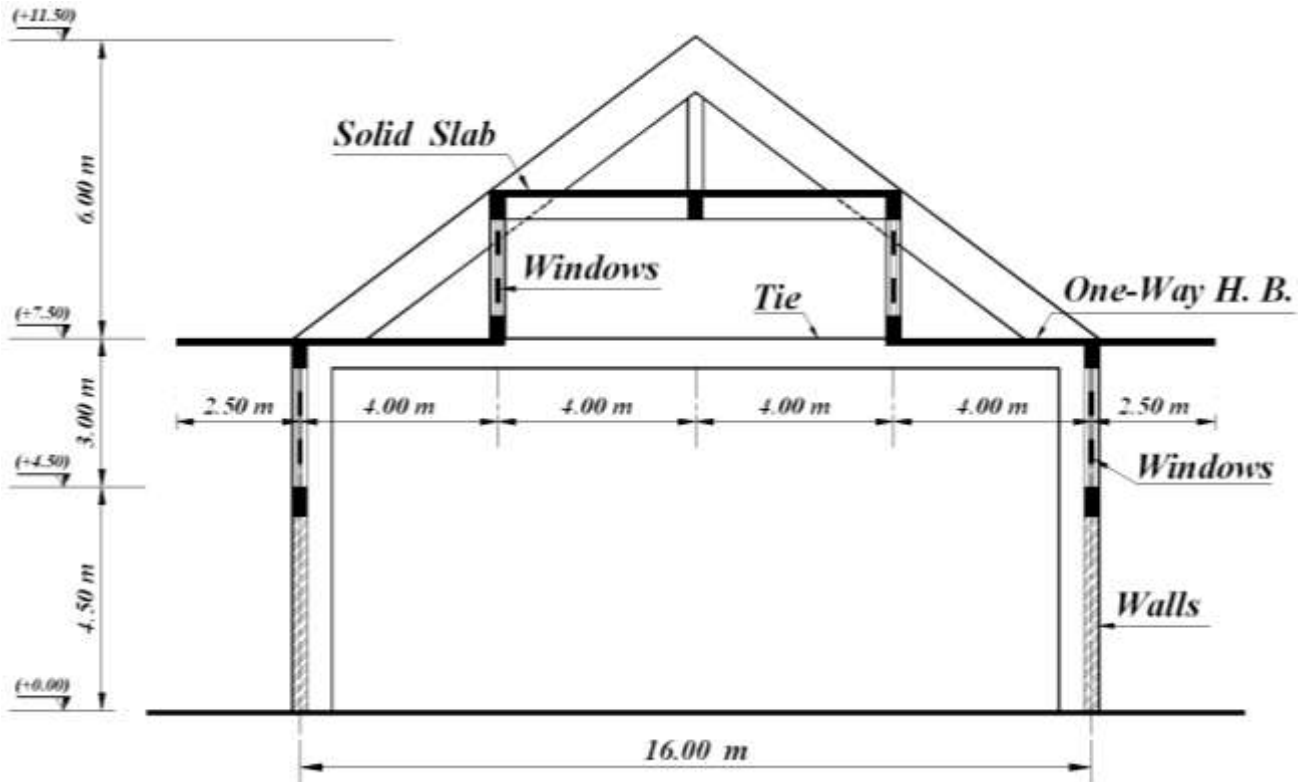 (+11.50)
Solid Slab
6.00 m
Windows
Tie
One-Way H. B.
(+7.50)
2.50 m
4.00 m
4.00 m
4.00 m
4.00 m
2.50 m
3.00 m
(+4.50)
Windows
4.50 m
Walls
(+0.00)
16.00 m